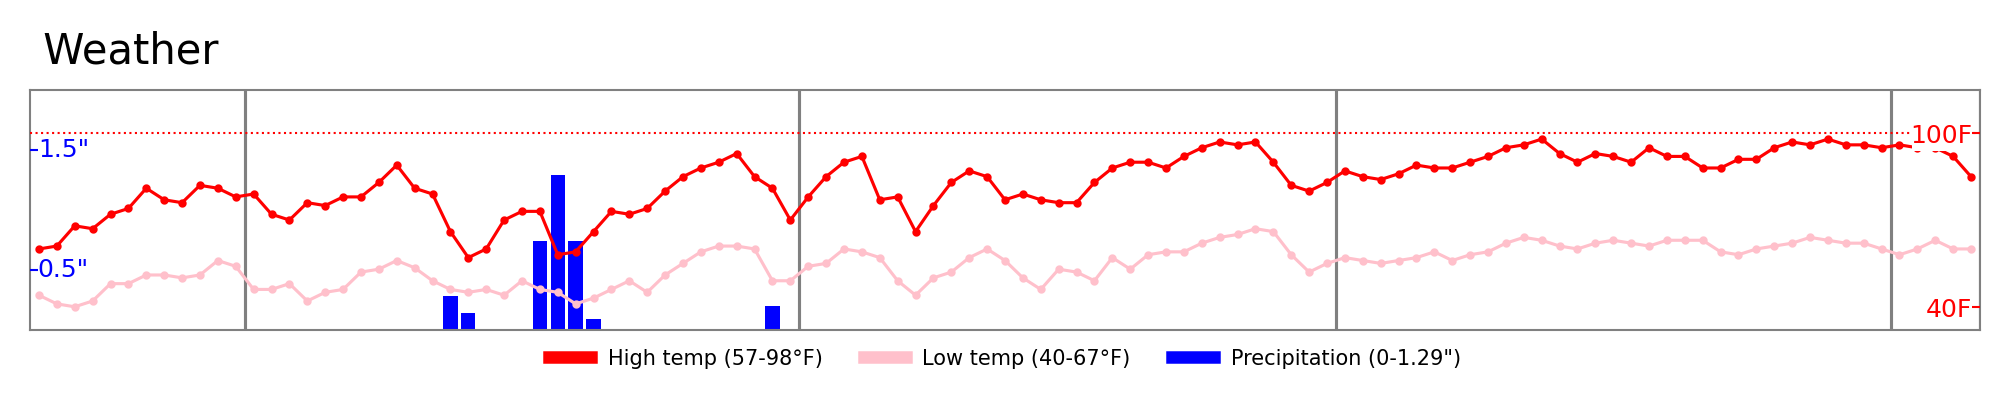 Weather
1.5"
100F
0.5"
40F
High temp (57-98°F)
Low temp (40-67°F)
Precipitation (0-1.29")